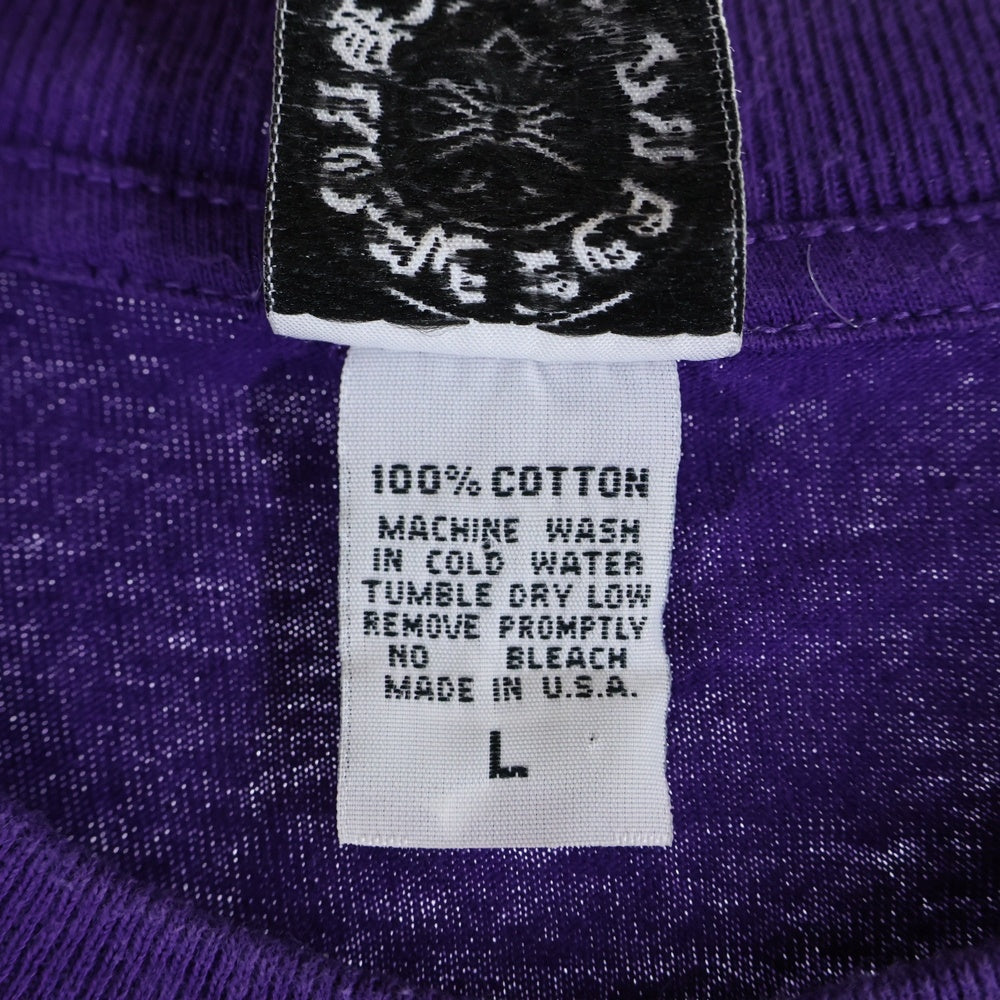 100% COTTON
MACHINE WASH
IN COLD WATER
TUMBLE DRY LOW
REMOVE PROMPTLY
NO BLEACH
MADE IN U.S.A.
L